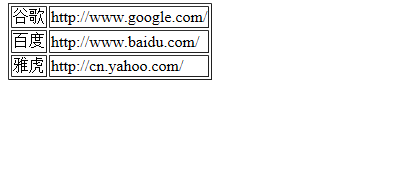 谷歌 http://www.google.com/
百度 http://www.baidu.com/
雅虎 http://cn.yahoo.com/